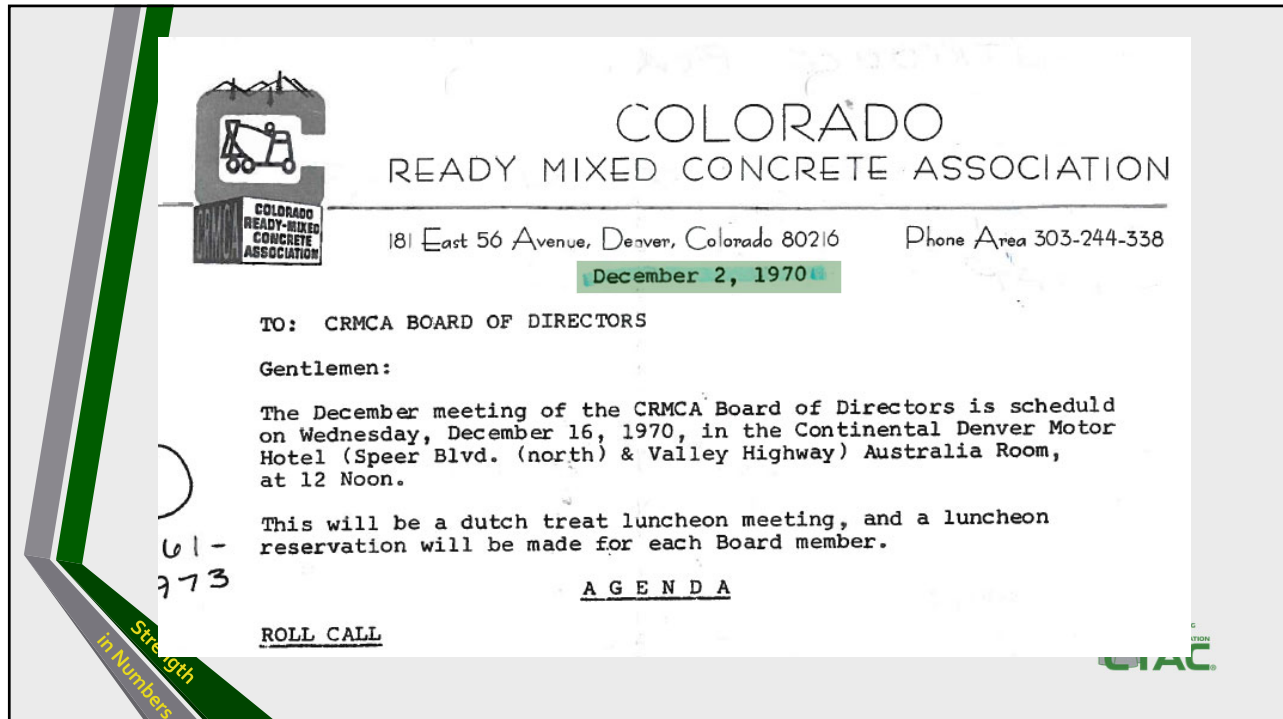 COLORADO
READY MIXED CONCRETE ASSOCIATION
CRMCA
COLORADO
READY-MIXED
CONCRETE
ASSOCIATION
181 East 56 Avenue, Denver, Colorado 80216 Phone Area 303-244-338
December 2, 1970
TO: CRMCA BOARD OF DIRECTORS
Gentlemen:
The December meeting of the CRMCA Board of Directors is scheduld
on Wednesday, December 16, 1970, in the Continental Denver Motor
Hotel (Speer Blvd. (north) & Valley Highway) Australia Room,
at 12 Noon.
This will be a dutch treat luncheon meeting, and a luncheon
reservation will be made for each Board member.
61-
973
A G E N D A
ROLL CALL
Strength
in Numbers